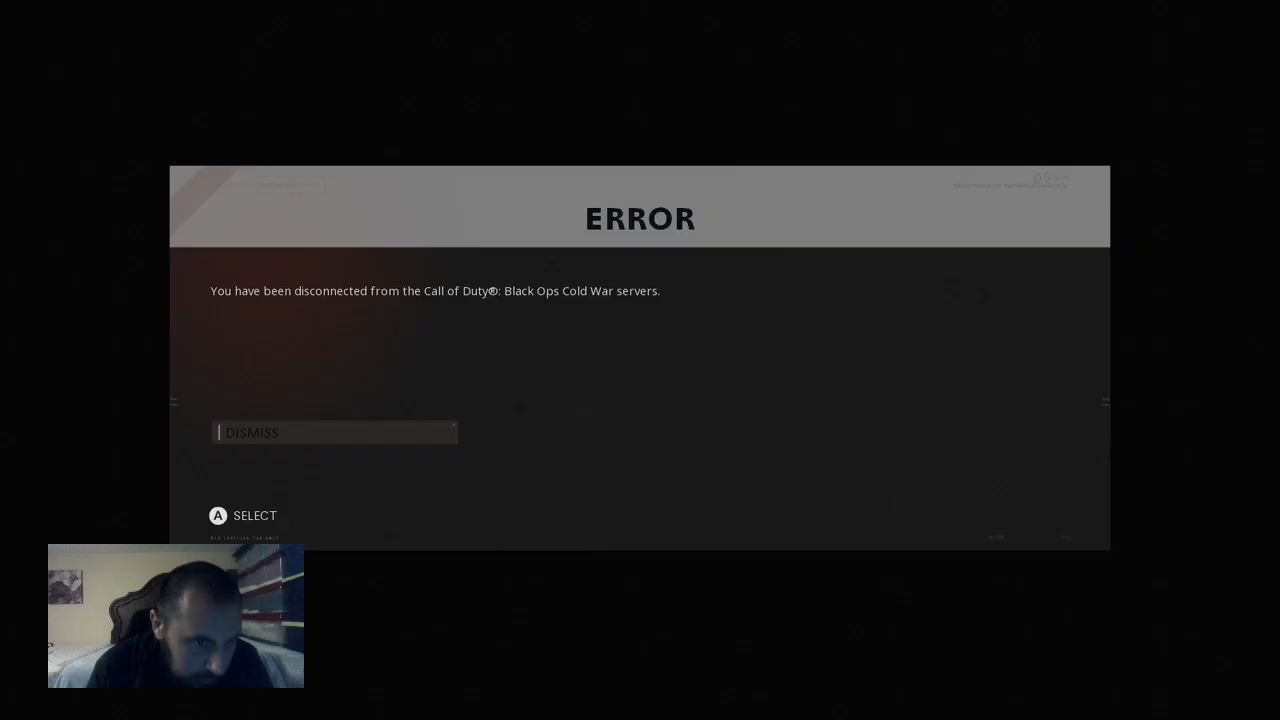 ERROR
You have been disconnected from the Call of Duty®: Black Ops Cold War servers.
DISMISS
A SELECT